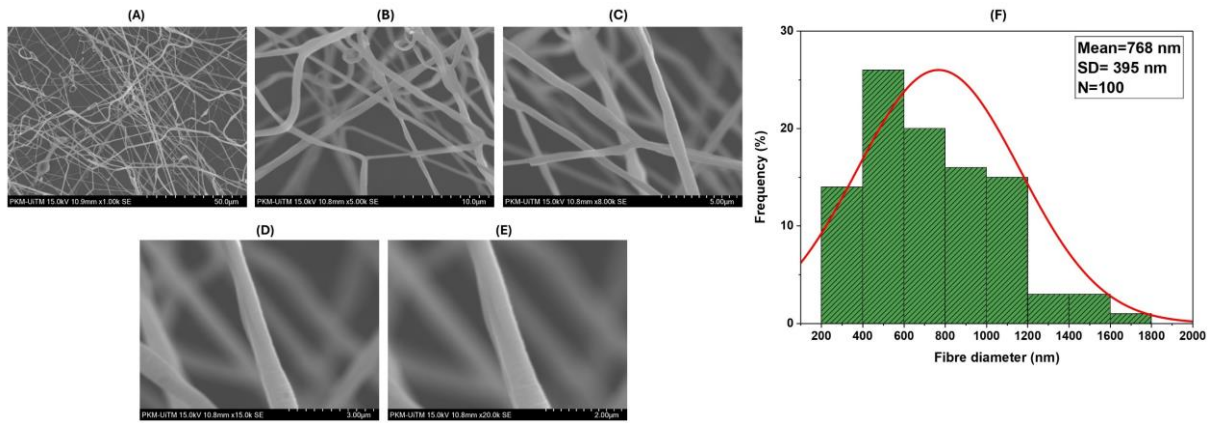 (A)
(B)
(C)
PKM-UiTM 15.0kV 10.9mm x1.00k SE 50.0µm
PKM-UiTM 15.0kV 10.8mm x5.00k SE 10.0µm
PKM-UiTM 15.0kV 10.8mm x8.00k SE 5.00µm
(D)
(E)
PKM-UiTM 15.0kV 10.8mm x15.0k SE 3.00µm
PKM-UiTM 15.0kV 10.8mm x20.0k SE 2.00µm
(F)
Mean=768 nm
SD= 395 nm
N=100
Frequency (%)
30
20
10
0
200 400 600 800 1000 1200 1400 1600 1800 2000
Fibre diameter (nm)